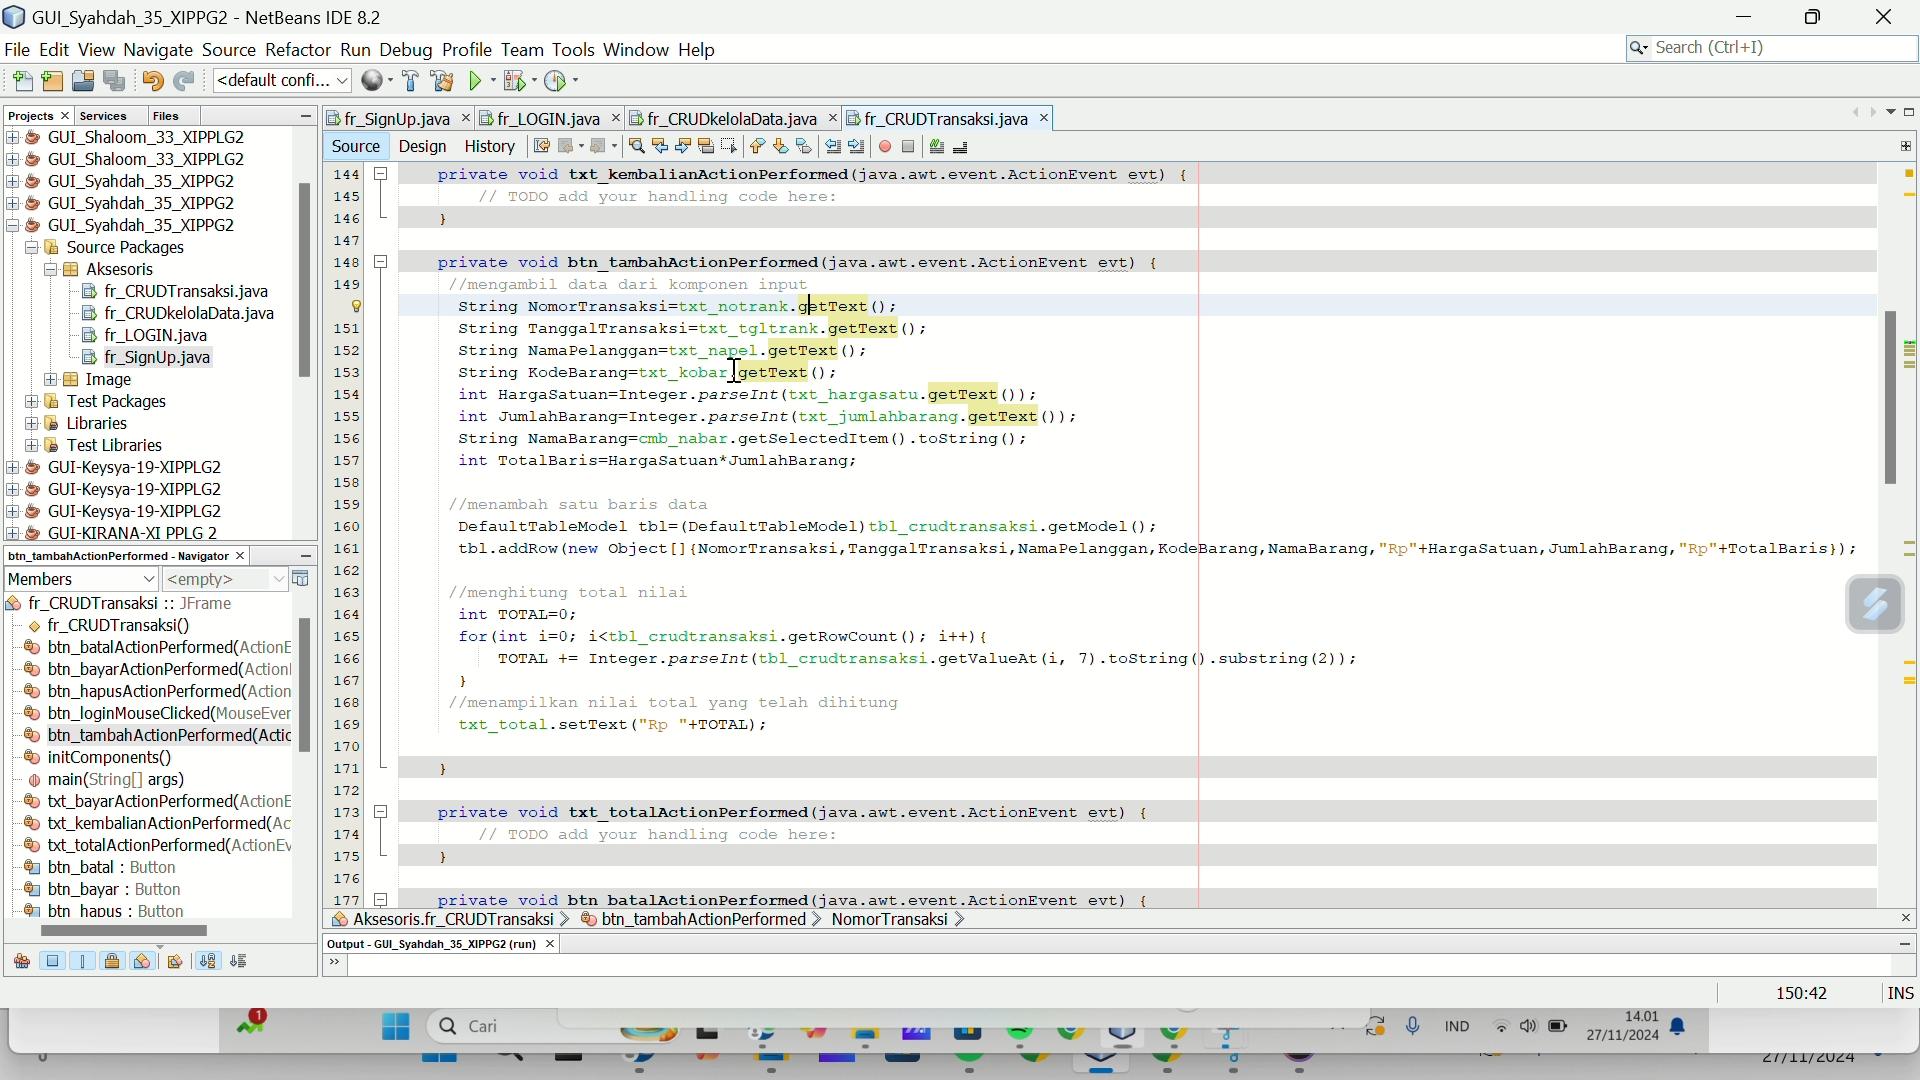 GUI_Syahdah_35_XIPPG2 - NetBeans IDE 8.2
File Edit View Navigate Source Refactor Run Debug Profile Team Tools Window Help
Search (Ctrl+I)
<default confi...
Projects Services Files
GUI_Shaloom_33_XIPPLG2
GUI_Shaloom_33_XIPPLG2
GUI_Syahdah_35_XIPPG2
GUI_Syahdah_35_XIPPG2
GUI_Syahdah_35_XIPPG2
Source Packages
Aksesoris
fr_CRUDTransaksi.java
fr_CRUDkelolaData.java
fr_LOGIN.java
fr_SignUp.java
Image
Test Packages
Libraries
Test Libraries
GUI-Keysya-19-XIPPLG2
GUI-Keysya-19-XIPPLG2
GUI-Keysya-19-XIPPLG2
GUI-KIRANA-XI PPLG 2
btn_tambahActionPerformed - Navigator
Members <empty>
fr_CRUDTransaksi :: JFrame
fr_CRUDTransaksi()
btn_batalActionPerformed(ActionE
btn_bayarActionPerformed(Action
btn_hapusActionPerformed(Action
btn_loginMouseClicked(MouseEver
btn_tambahActionPerformed(Actic
initComponents()
main(String[] args)
txt_bayarActionPerformed(ActionE
txt_kembalianActionPerformed(Ac
txt_totalActionPerformed(ActionEv
btn_batal : Button
btn_bayar : Button
btn_hapus : Button
fr_SignUp.java fr_LOGIN.java fr_CRUDkelolaData.java fr_CRUDTransaksi.java
Source Design History
144 private void txt_kembalianActionPerformed(java.awt.event.ActionEvent evt) {
145 // TODO add your handling code here:
146 }
147
148 private void btn_tambahActionPerformed(java.awt.event.ActionEvent evt) {
149 //mengambil data dari komponen input
String NomorTransaksi=txt_notrank.getText();
151 String TanggalTransaksi=txt_tgltrank.getText();
152 String NamaPelanggan=txt_napel.getText();
153 String KodeBarang=txt_kobar.getText();
154 int HargaSatuan=Integer.parseInt(txt_hargasatu.getText());
155 int JumlahBarang=Integer.parseInt(txt_jumlahbarang.getText());
156 String NamaBarang=cmb_nabar.getSelectedItem().toString();
157 int TotalBaris=HargaSatuan*JumlahBarang;
158
159 //menambah satu baris data
160 DefaultTableModel tbl=(DefaultTableModel)tbl_crudtransaksi.getModel();
161 tbl.addRow(new Object[]{NomorTransaksi,TanggalTransaksi,NamaPelanggan,KodeBarang,NamaBarang,"Rp"+HargaSatuan,JumlahBarang,"Rp"+TotalBaris});
162
163 //menghitung total nilai
164 int TOTAL=0;
165 for(int i=0; i<tbl_crudtransaksi.getRowCount(); i++){
166 TOTAL += Integer.parseInt(tbl_crudtransaksi.getValueAt(i, 7).toString().substring(2));
167 }
168 //menampilkan nilai total yang telah dihitung
169 txt_total.setText("Rp "+TOTAL);
170
171 }
172
173 private void txt_totalActionPerformed(java.awt.event.ActionEvent evt) {
174 // TODO add your handling code here:
175 }
176
177 private void btn_batalActionPerformed(java.awt.event.ActionEvent evt) {
Aksesoris.fr_CRUDTransaksi btn_tambahActionPerformed NomorTransaksi
Output - GUI_Syahdah_35_XIPPG2 (run)
150:42 INS
1
Cari
IND
14.01
27/11/2024
27/11/2024